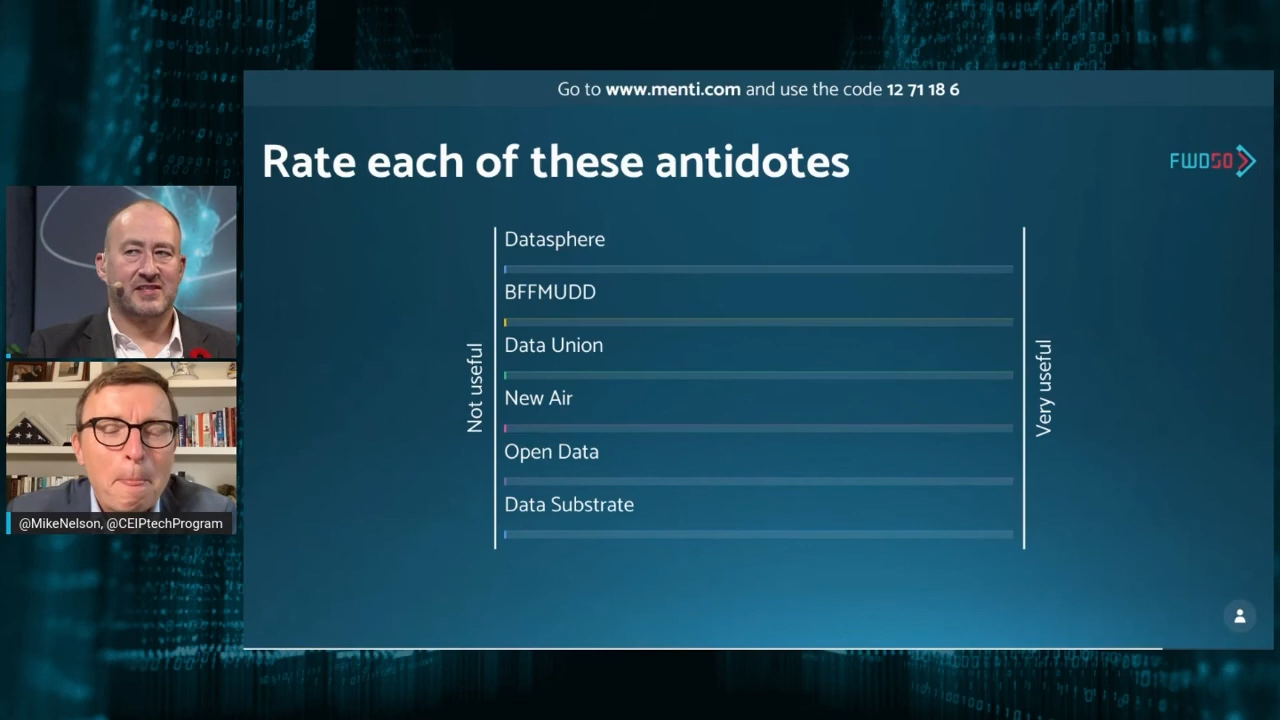 Go to www.menti.com and use the code 12 71 18 6
Rate each of these antidotes
FWD50
Datasphere
BFFMUDD
Data Union
New Air
Open Data
Data Substrate
Not useful
Very useful
@MikeNelson, @CEIPtechProgram